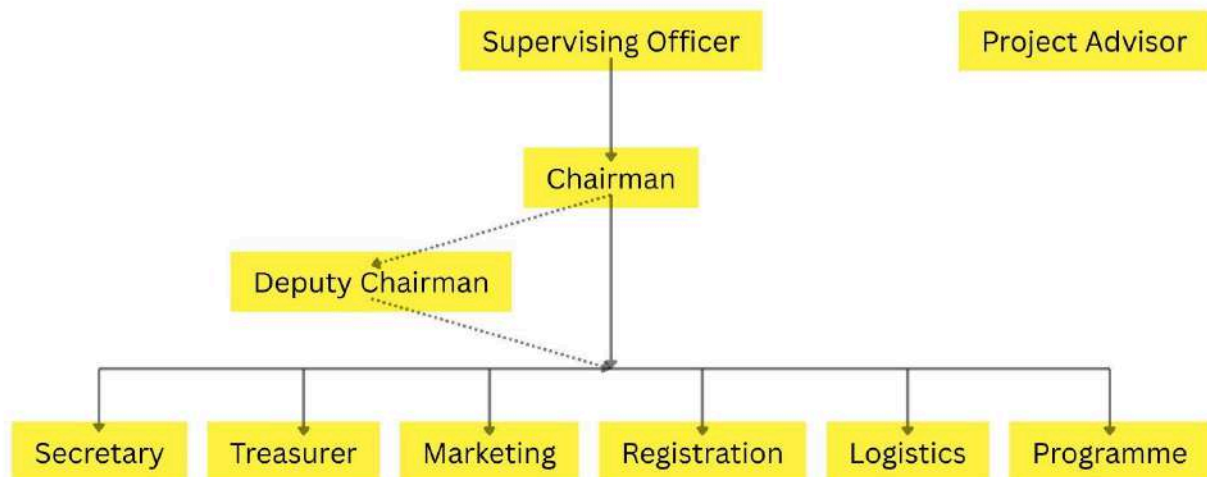 Supervising Officer
Project Advisor
Chairman
Deputy Chairman
Secretary
Treasurer
Marketing
Registration
Logistics
Programme